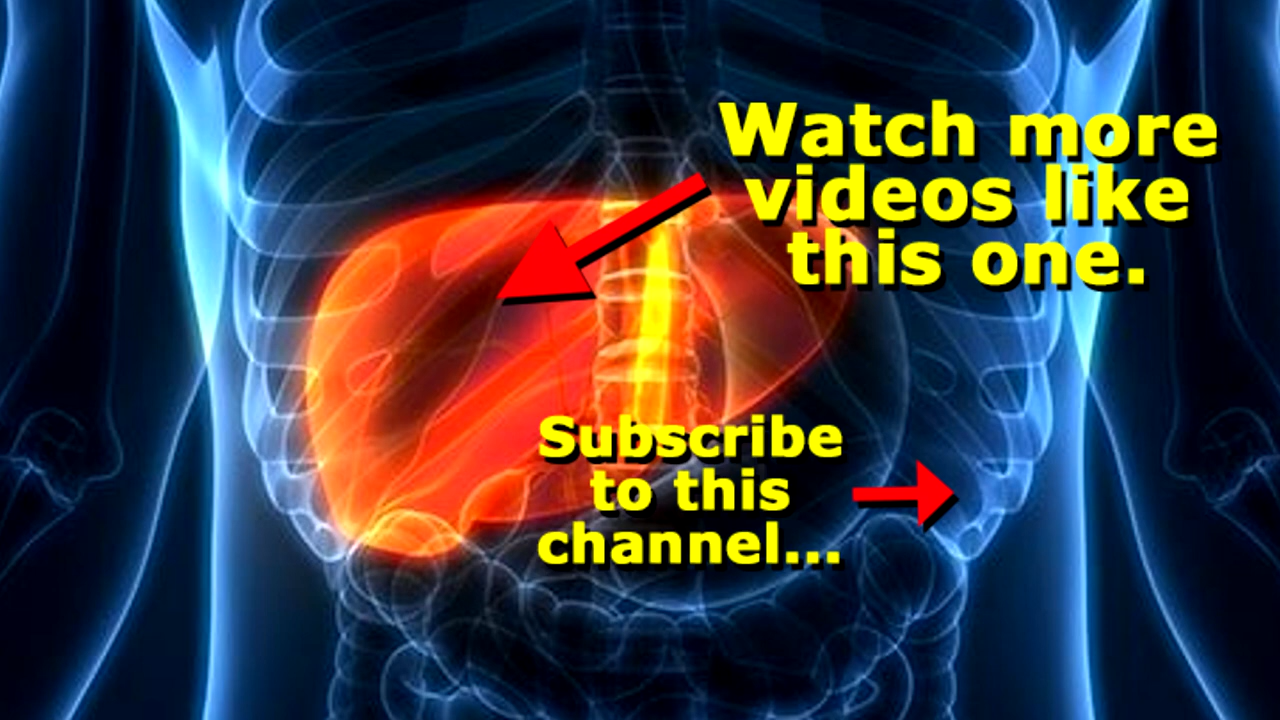 Watch more
videos like
this one.
Subscribe
to this
channel...